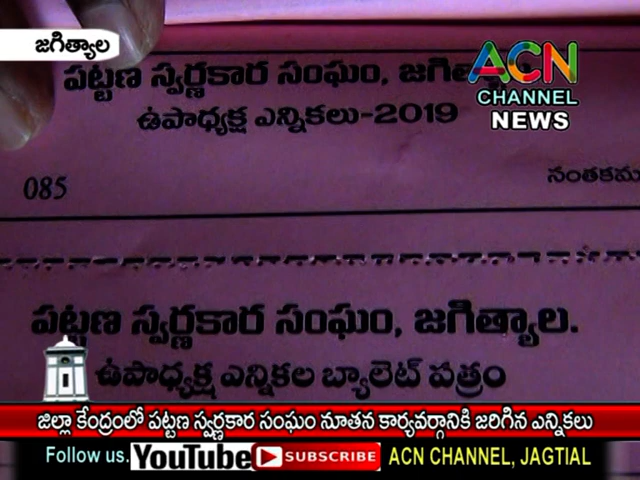 జగిత్యాల
పట్టణ స్వర్ణకార సంఘం,
ఉపాధ్యక్ష ఎన్నికలు-2019
ACN
CHANNEL
NEWS
085
పట్టణ స్వర్ణకార సంఘం, జగిత్యాల.
ఉపాధ్యక్ష ఎన్నికల బ్యాలెట్ పత్రం
జిల్లా కేంద్రంలో పట్టణ స్వర్ణకార సంఘం నూతన కార్యవర్గానికి జరిగిన ఎన్నికలు
Follow us. YouTube SUBSCRIBE ACN CHANNEL, JAGTIAL